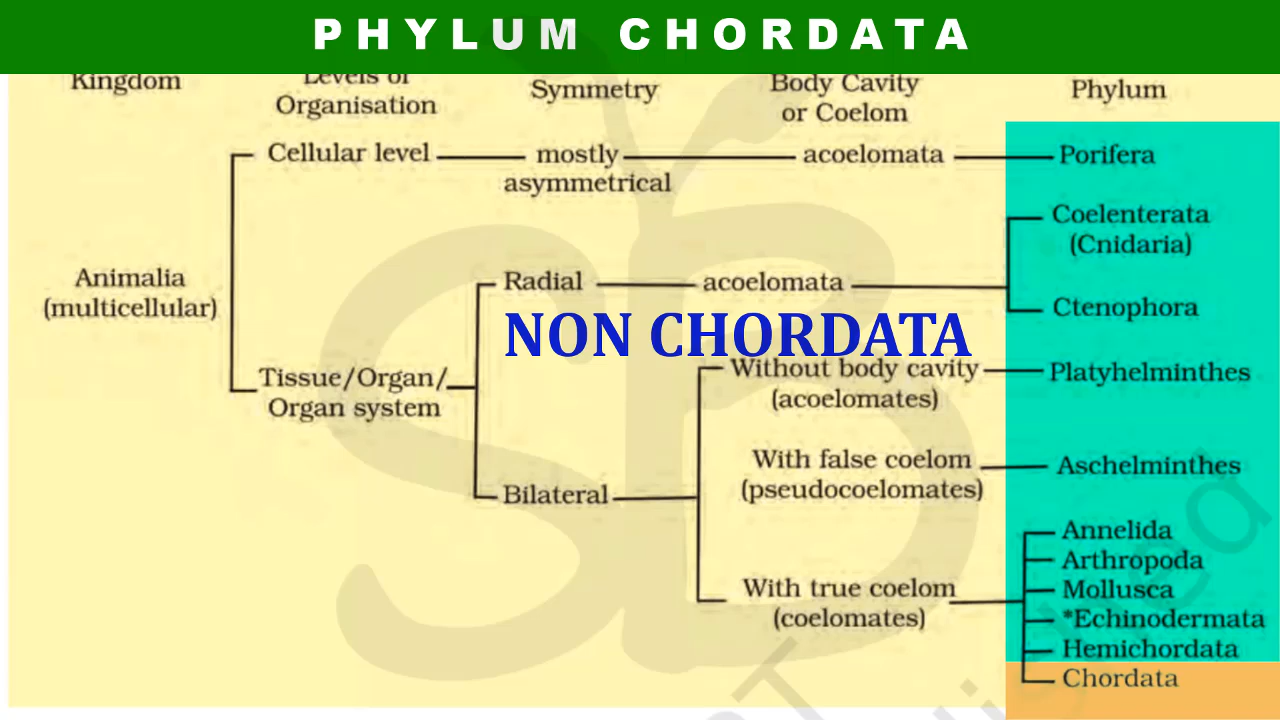 PHYLUM CHORDATA
Kingdom
Levels of
Organisation
Symmetry
Body Cavity
or Coelom
Phylum
Cellular level
mostly
asymmetrical
acoelomata
Porifera
Coelenterata
(Cnidaria)
Animalia
(multicellular)
Radial
acoelomata
Ctenophora
NON CHORDATA
Tissue/Organ/
Organ system
Without body cavity
(acoelomates)
Platyhelminthes
With false coelom
(pseudocoelomates)
Aschelminthes
Bilateral
With true coelom
(coelomates)
Annelida
Arthropoda
Mollusca
*Echinodermata
Hemichordata
Chordata